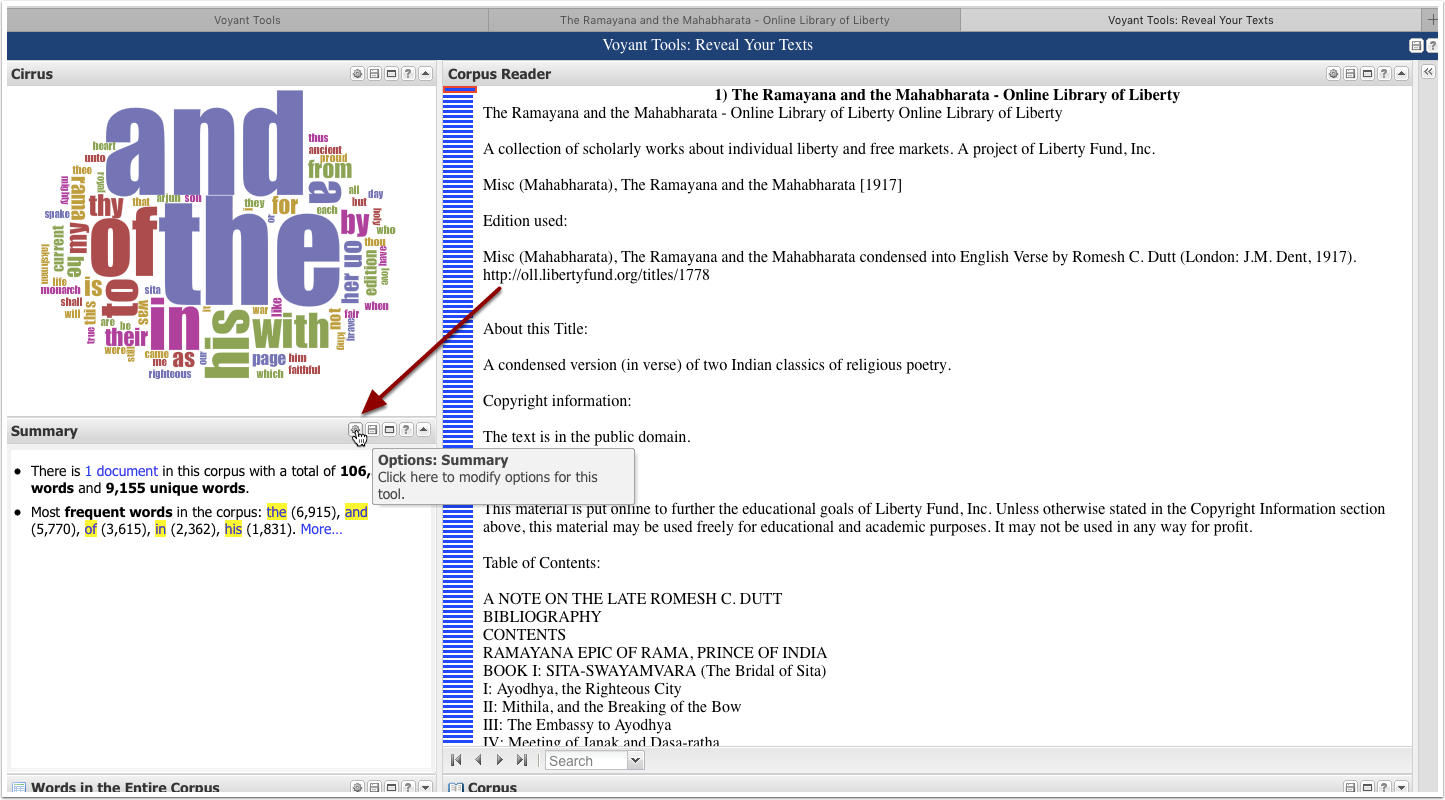 Voyant Tools
The Ramayana and the Mahabharata - Online Library of Liberty
Voyant Tools: Reveal Your Texts
Voyant Tools: Reveal Your Texts
Cirrus
and
the
of
to
in
his
with
a
from
for
by
thy
my
he
is
their
as
her
on
rama
edition
page
not
heart
unto
thee
royal
mighty
that
arjun
son
they
or
each
all
but
day
holy
who
thou
have
love
thus
ancient
proud
spake
current
lakshman
life
monarch
sita
shall
will
this
are
be
was
true
were
came
me
our
righteous
which
him
faithful
war
like
fair
when
brave
king
Summary
There is 1 document in this corpus with a total of 106,
words and 9,155 unique words.
Most frequent words in the corpus: the (6,915), and
(5,770), of (3,615), in (2,362), his (1,831). More...
Options: Summary
Click here to modify options for this
tool.
Words in the Entire Corpus
Corpus Reader
1) The Ramayana and the Mahabharata - Online Library of Liberty
The Ramayana and the Mahabharata - Online Library of Liberty Online Library of Liberty
A collection of scholarly works about individual liberty and free markets. A project of Liberty Fund, Inc.
Misc (Mahabharata), The Ramayana and the Mahabharata [1917]
Edition used:
Misc (Mahabharata), The Ramayana and the Mahabharata condensed into English Verse by Romesh C. Dutt (London: J.M. Dent, 1917).
http://oll.libertyfund.org/titles/1778
About this Title:
A condensed version (in verse) of two Indian classics of religious poetry.
Copyright information:
The text is in the public domain.
This material is put online to further the educational goals of Liberty Fund, Inc. Unless otherwise stated in the Copyright Information section
above, this material may be used freely for educational and academic purposes. It may not be used in any way for profit.
Table of Contents:
A NOTE ON THE LATE ROMESH C. DUTT
BIBLIOGRAPHY
CONTENTS
RAMAYANA EPIC OF RAMA, PRINCE OF INDIA
BOOK I: SITA-SWAYAMVARA (The Bridal of Sita)
I: Ayodhya, the Righteous City
II: Mithila, and the Breaking of the Bow
III: The Embassy to Ayodhya
IV: Meeting of Janak and Dasa-ratha
Search
Corpus